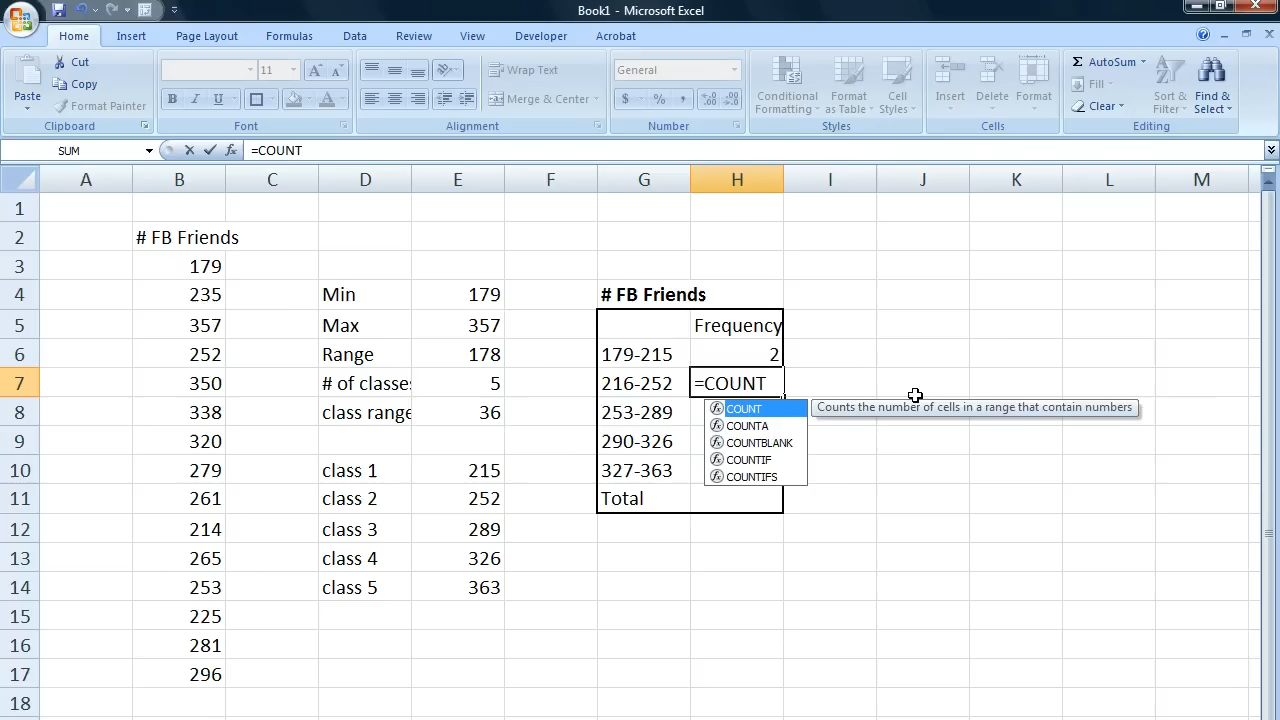 Book1 - Microsoft Excel
Home Insert Page Layout Formulas Data Review View Developer Acrobat
Paste Cut Copy Format Painter Clipboard
11 A A B I U A Font
Wrap Text Merge & Center Alignment
General $ % , Number
Conditional Formatting Format as Table Cell Styles Styles
Insert Delete Format Cells
Σ AutoSum Fill Clear Sort & Filter Find & Select Editing
SUM fx =COUNT
A B C D E F G H I J K L M
1
2 # FB Friends
3 179
4 235 Min 179 # FB Friends
5 357 Max 357 Frequency
6 252 Range 178 179-215 2
7 350 # of classes 5 216-252 =COUNT
8 338 class range 36 253-289
9 320 290-326
10 279 class 1 215 327-363
11 261 class 2 252 Total
12 214 class 3 289
13 265 class 4 326
14 253 class 5 363
15 225
16 281
17 296
18
COUNT
COUNTA
COUNTBLANK
COUNTIF
COUNTIFS
Counts the number of cells in a range that contain numbers